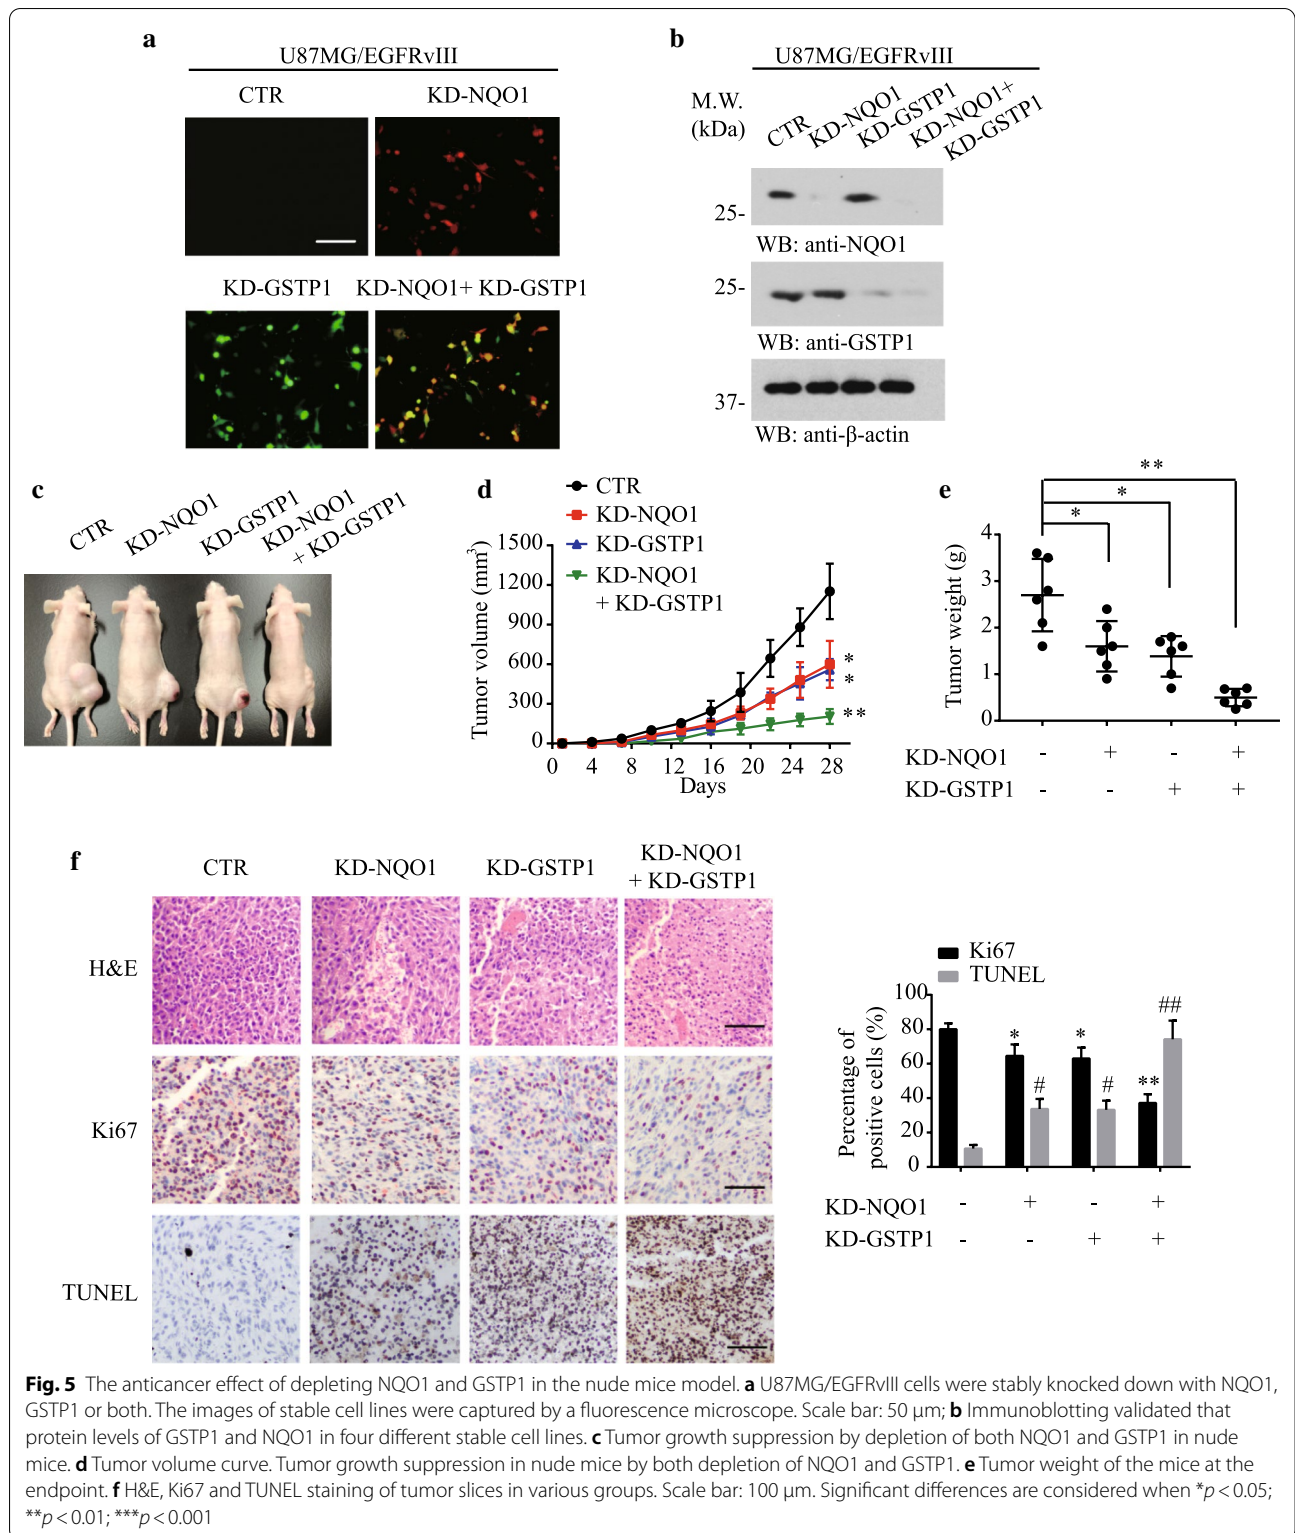 a
U87MG/EGFRvIII
CTR
KD-NQO1
KD-GSTP1
KD-NQO1+ KD-GSTP1
b
U87MG/EGFRvIII
M.W.
(kDa)
CTR
KD-NQO1
KD-GSTP1
KD-NQO1+
KD-GSTP1
25-
WB: anti-NQO1
25-
WB: anti-GSTP1
37-
WB: anti-β-actin
c
CTR
KD-NQO1
KD-GSTP1
KD-NQO1
+ KD-GSTP1
d
CTR
KD-NQO1
KD-GSTP1
KD-NQO1
+ KD-GSTP1
Tumor volume (mm³)
1500
1200
900
600
300
0
*
*
**
0 4 8 12 16 20 24 28
Days
e
**
*
*
Tumor weight (g)
4
3
2
1
0
KD-NQO1 - + - +
KD-GSTP1 - - + +
f
CTR
KD-NQO1
KD-GSTP1
KD-NQO1
+ KD-GSTP1
H&E
Ki67
TUNEL
Ki67
TUNEL
Percentage of
positive cells (%)
100
80
60
40
20
0
* # * # ** ##
KD-NQO1 - + - +
KD-GSTP1 - - + +
Fig. 5 The anticancer effect of depleting NQO1 and GSTP1 in the nude mice model. a U87MG/EGFRvIII cells were stably knocked down with NQO1,
GSTP1 or both. The images of stable cell lines were captured by a fluorescence microscope. Scale bar: 50 μm; b Immunoblotting validated that
protein levels of GSTP1 and NQO1 in four different stable cell lines. c Tumor growth suppression by depletion of both NQO1 and GSTP1 in nude
mice. d Tumor volume curve. Tumor growth suppression in nude mice by both depletion of NQO1 and GSTP1. e Tumor weight of the mice at the
endpoint. f H&E, Ki67 and TUNEL staining of tumor slices in various groups. Scale bar: 100 μm. Significant differences are considered when *p < 0.05;
**p < 0.01; ***p < 0.001